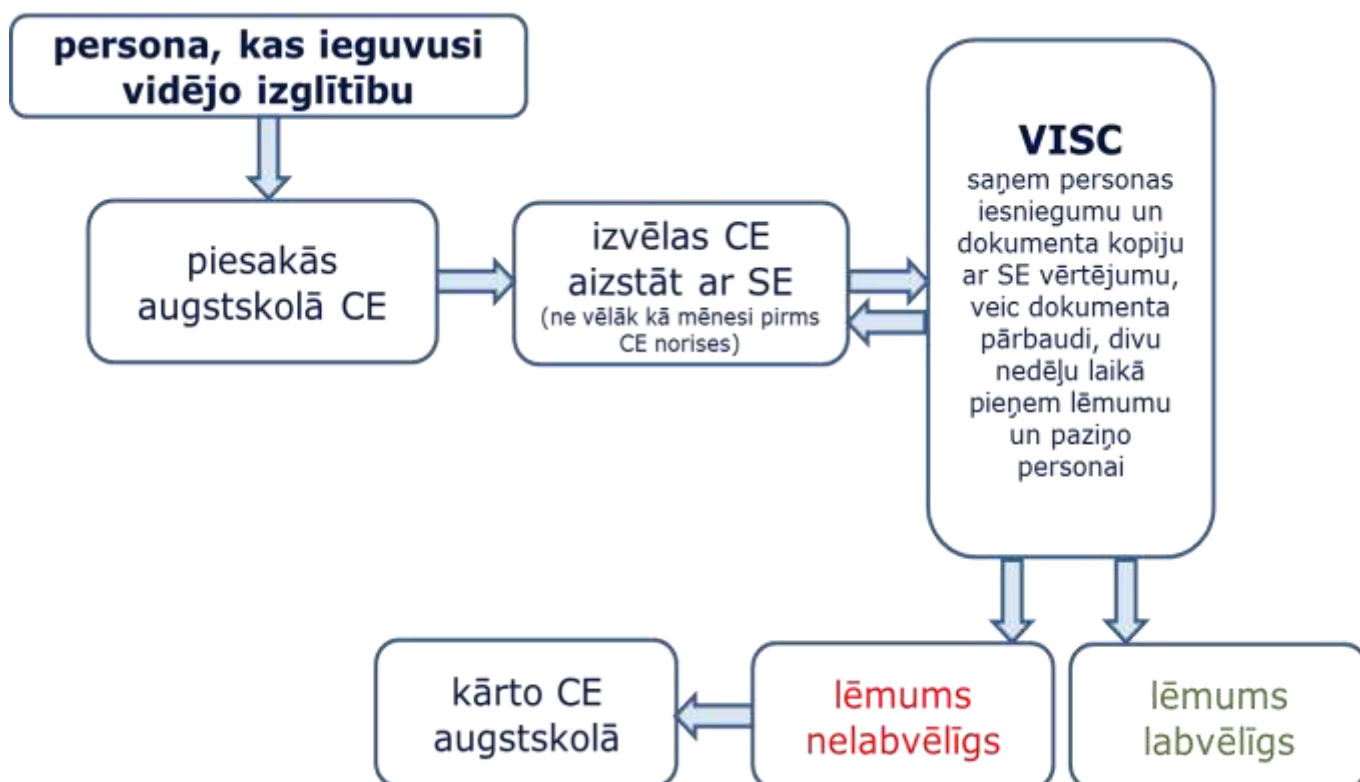 persona, kas ieguvusi
vidējo izglītību
piesakās
augstskolā CE
izvēlas CE
aizstāt ar SE
(ne vēlāk kā mēnesi pirms
CE norises)
VISC
saņem personas
iesniegumu un
dokumenta kopiju
ar SE vērtējumu,
veic dokumenta
pārbaudi, divu
nedēļu laikā
pieņem lēmumu
un paziņo
personai
kārto CE
augstskolā
lēmums
nelabvēlīgs
lēmums
labvēlīgs